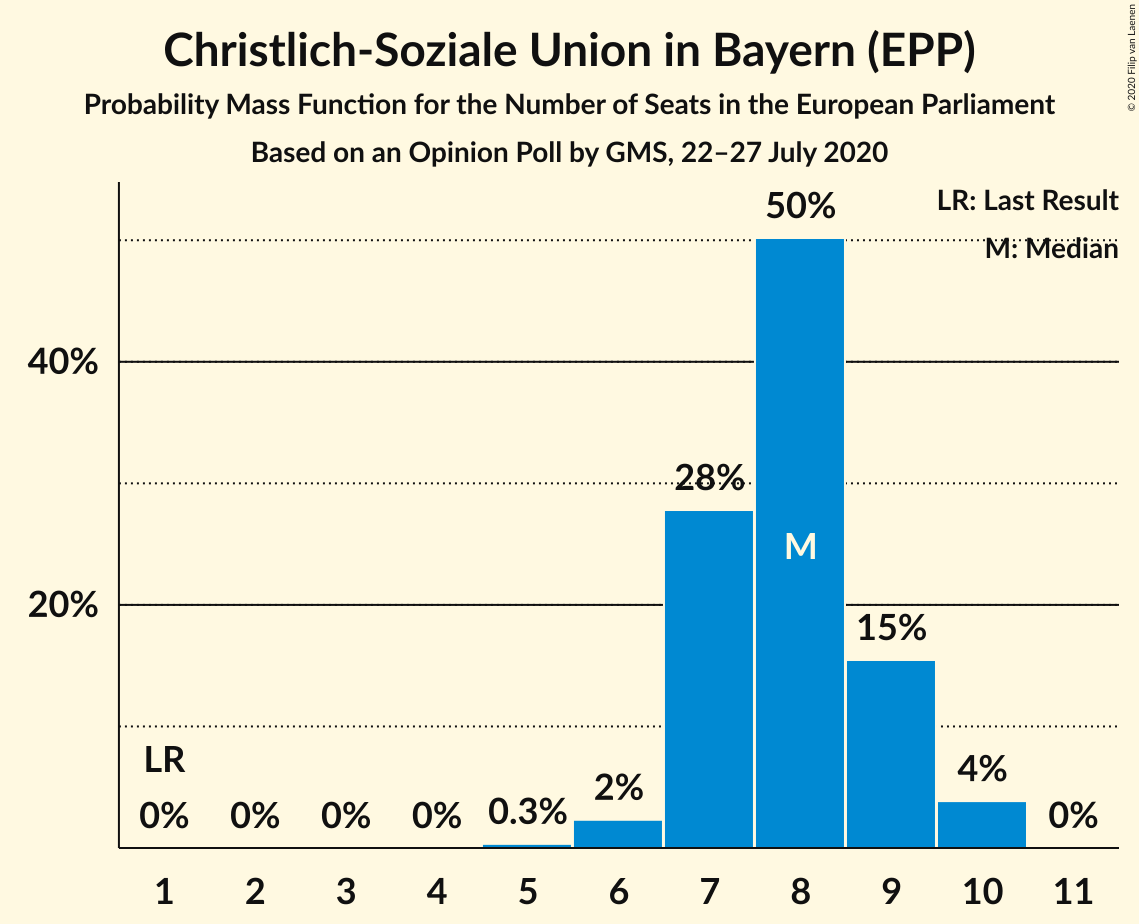 Christlich-Soziale Union in Bayern (EPP)
Probability Mass Function for the Number of Seats in the European Parliament
Based on an Opinion Poll by GMS, 22–27 July 2020
© 2020 Filip van Laenen
LR: Last Result
M: Median
50%
40%
28%
M
20%
15%
LR
4%
2%
0% 0% 0% 0% 0.3% 0%
1 2 3 4 5 6 7 8 9 10 11